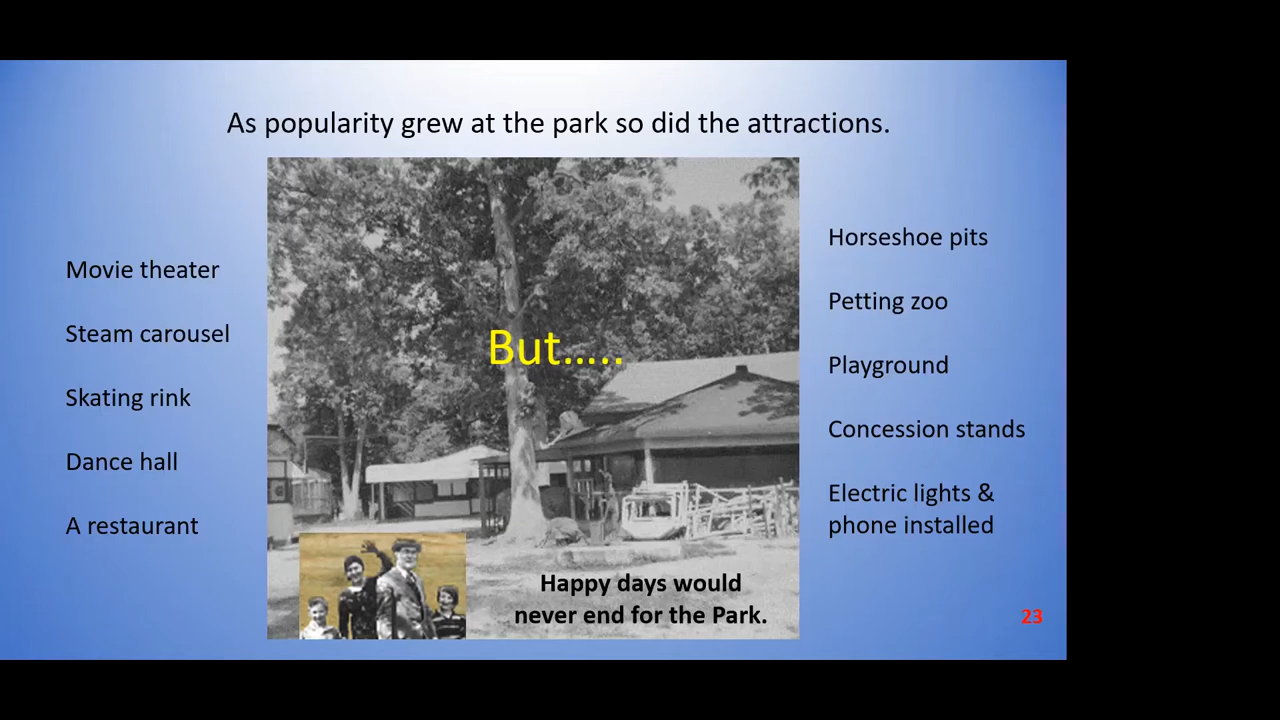 As popularity grew at the park so did the attractions.
Movie theater
Steam carousel
Skating rink
Dance hall
A restaurant
But.....
Happy days would
never end for the Park.
Horseshoe pits
Petting zoo
Playground
Concession stands
Electric lights &
phone installed
23